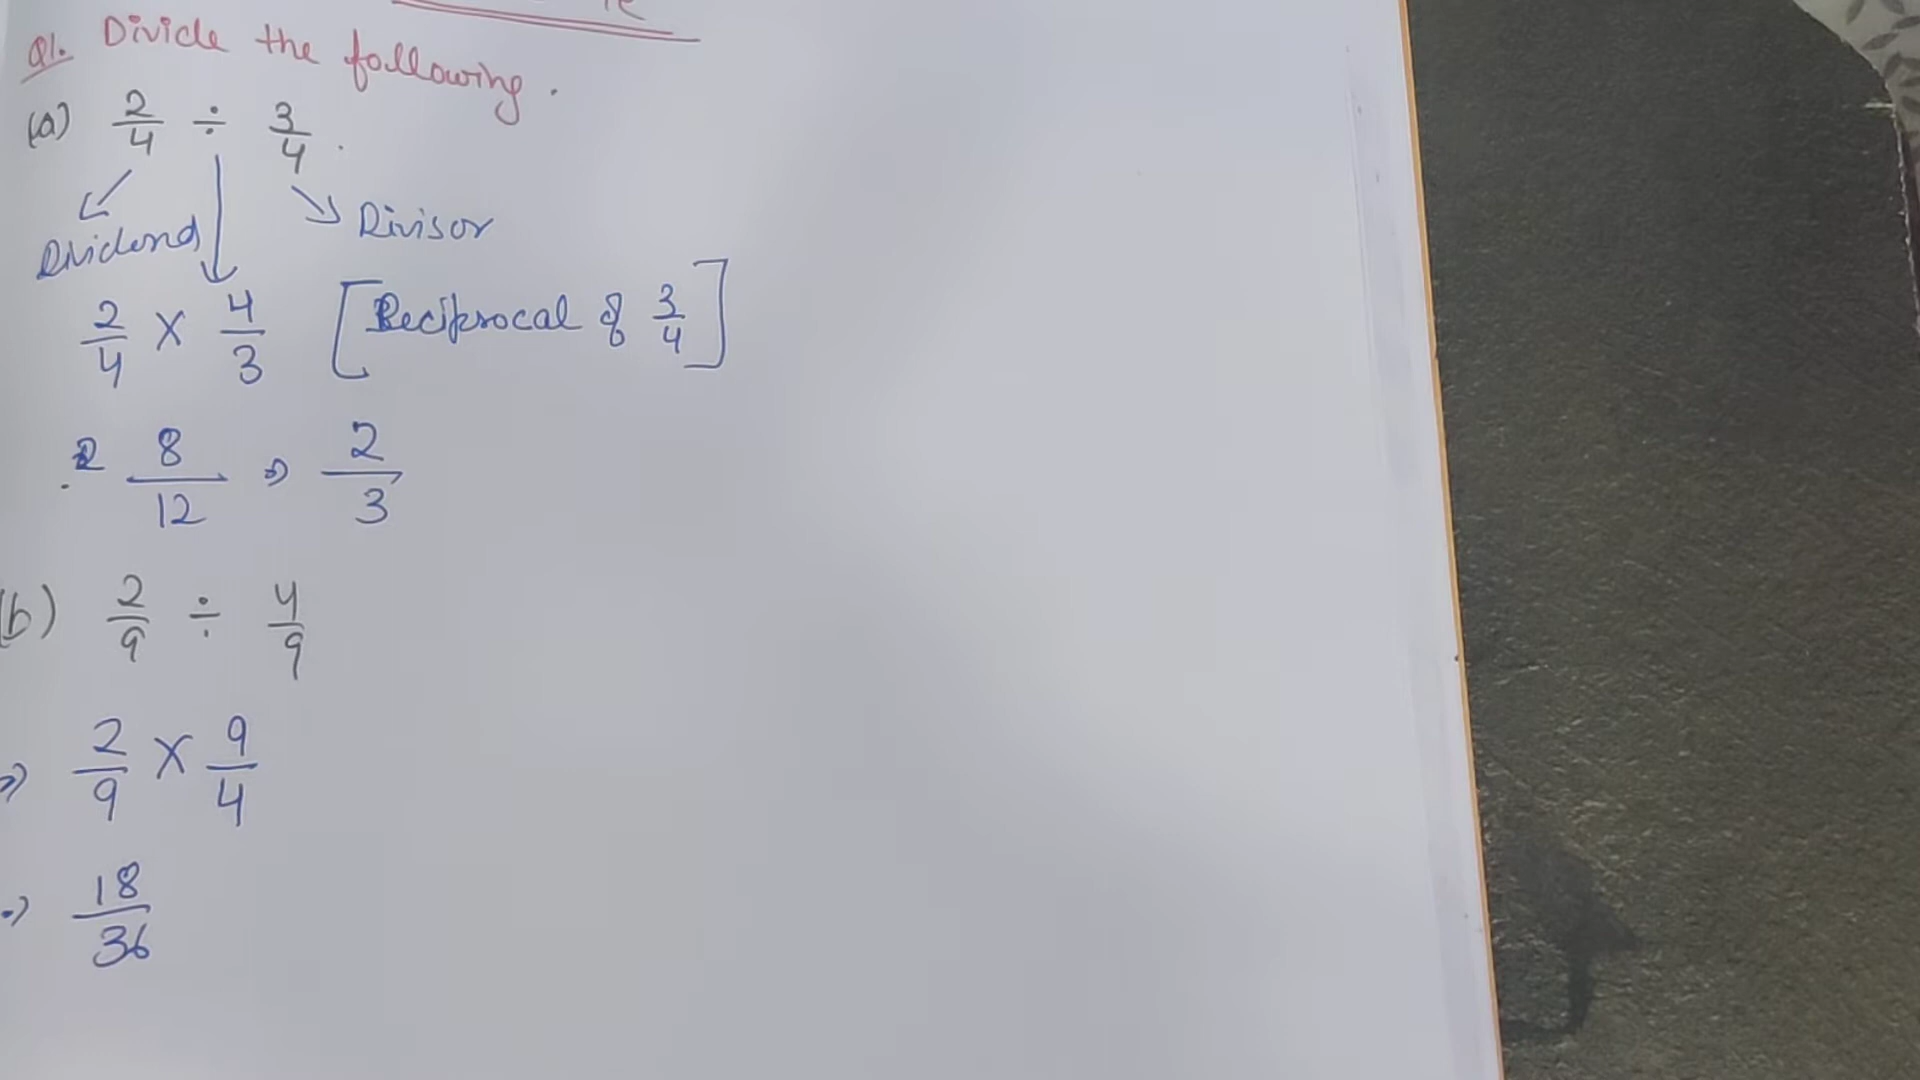 Q1. Divide the following.
(a) 2/4 ÷ 3/4.
Dividend Divisor
2/4 × 4/3 [Reciprocal of 3/4]
8/12 ⇒ 2/3
(b) 2/9 ÷ 4/9
⇒ 2/9 × 9/4
⇒ 18/36